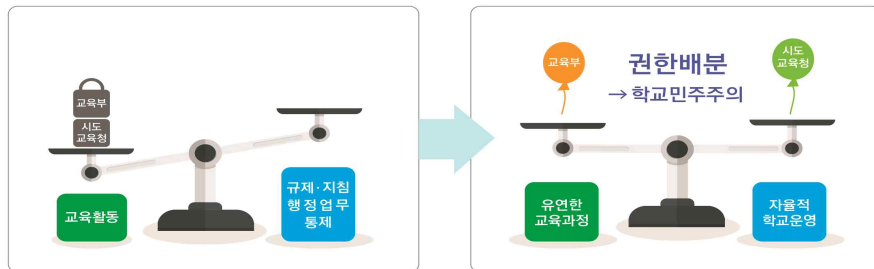 교육부
시도
교육청
교육활동
규제·지침
행정업무
통제
교육부
권한배분
→ 학교민주주의
시도
교육청
유연한
교육과정
자율적
학교운영